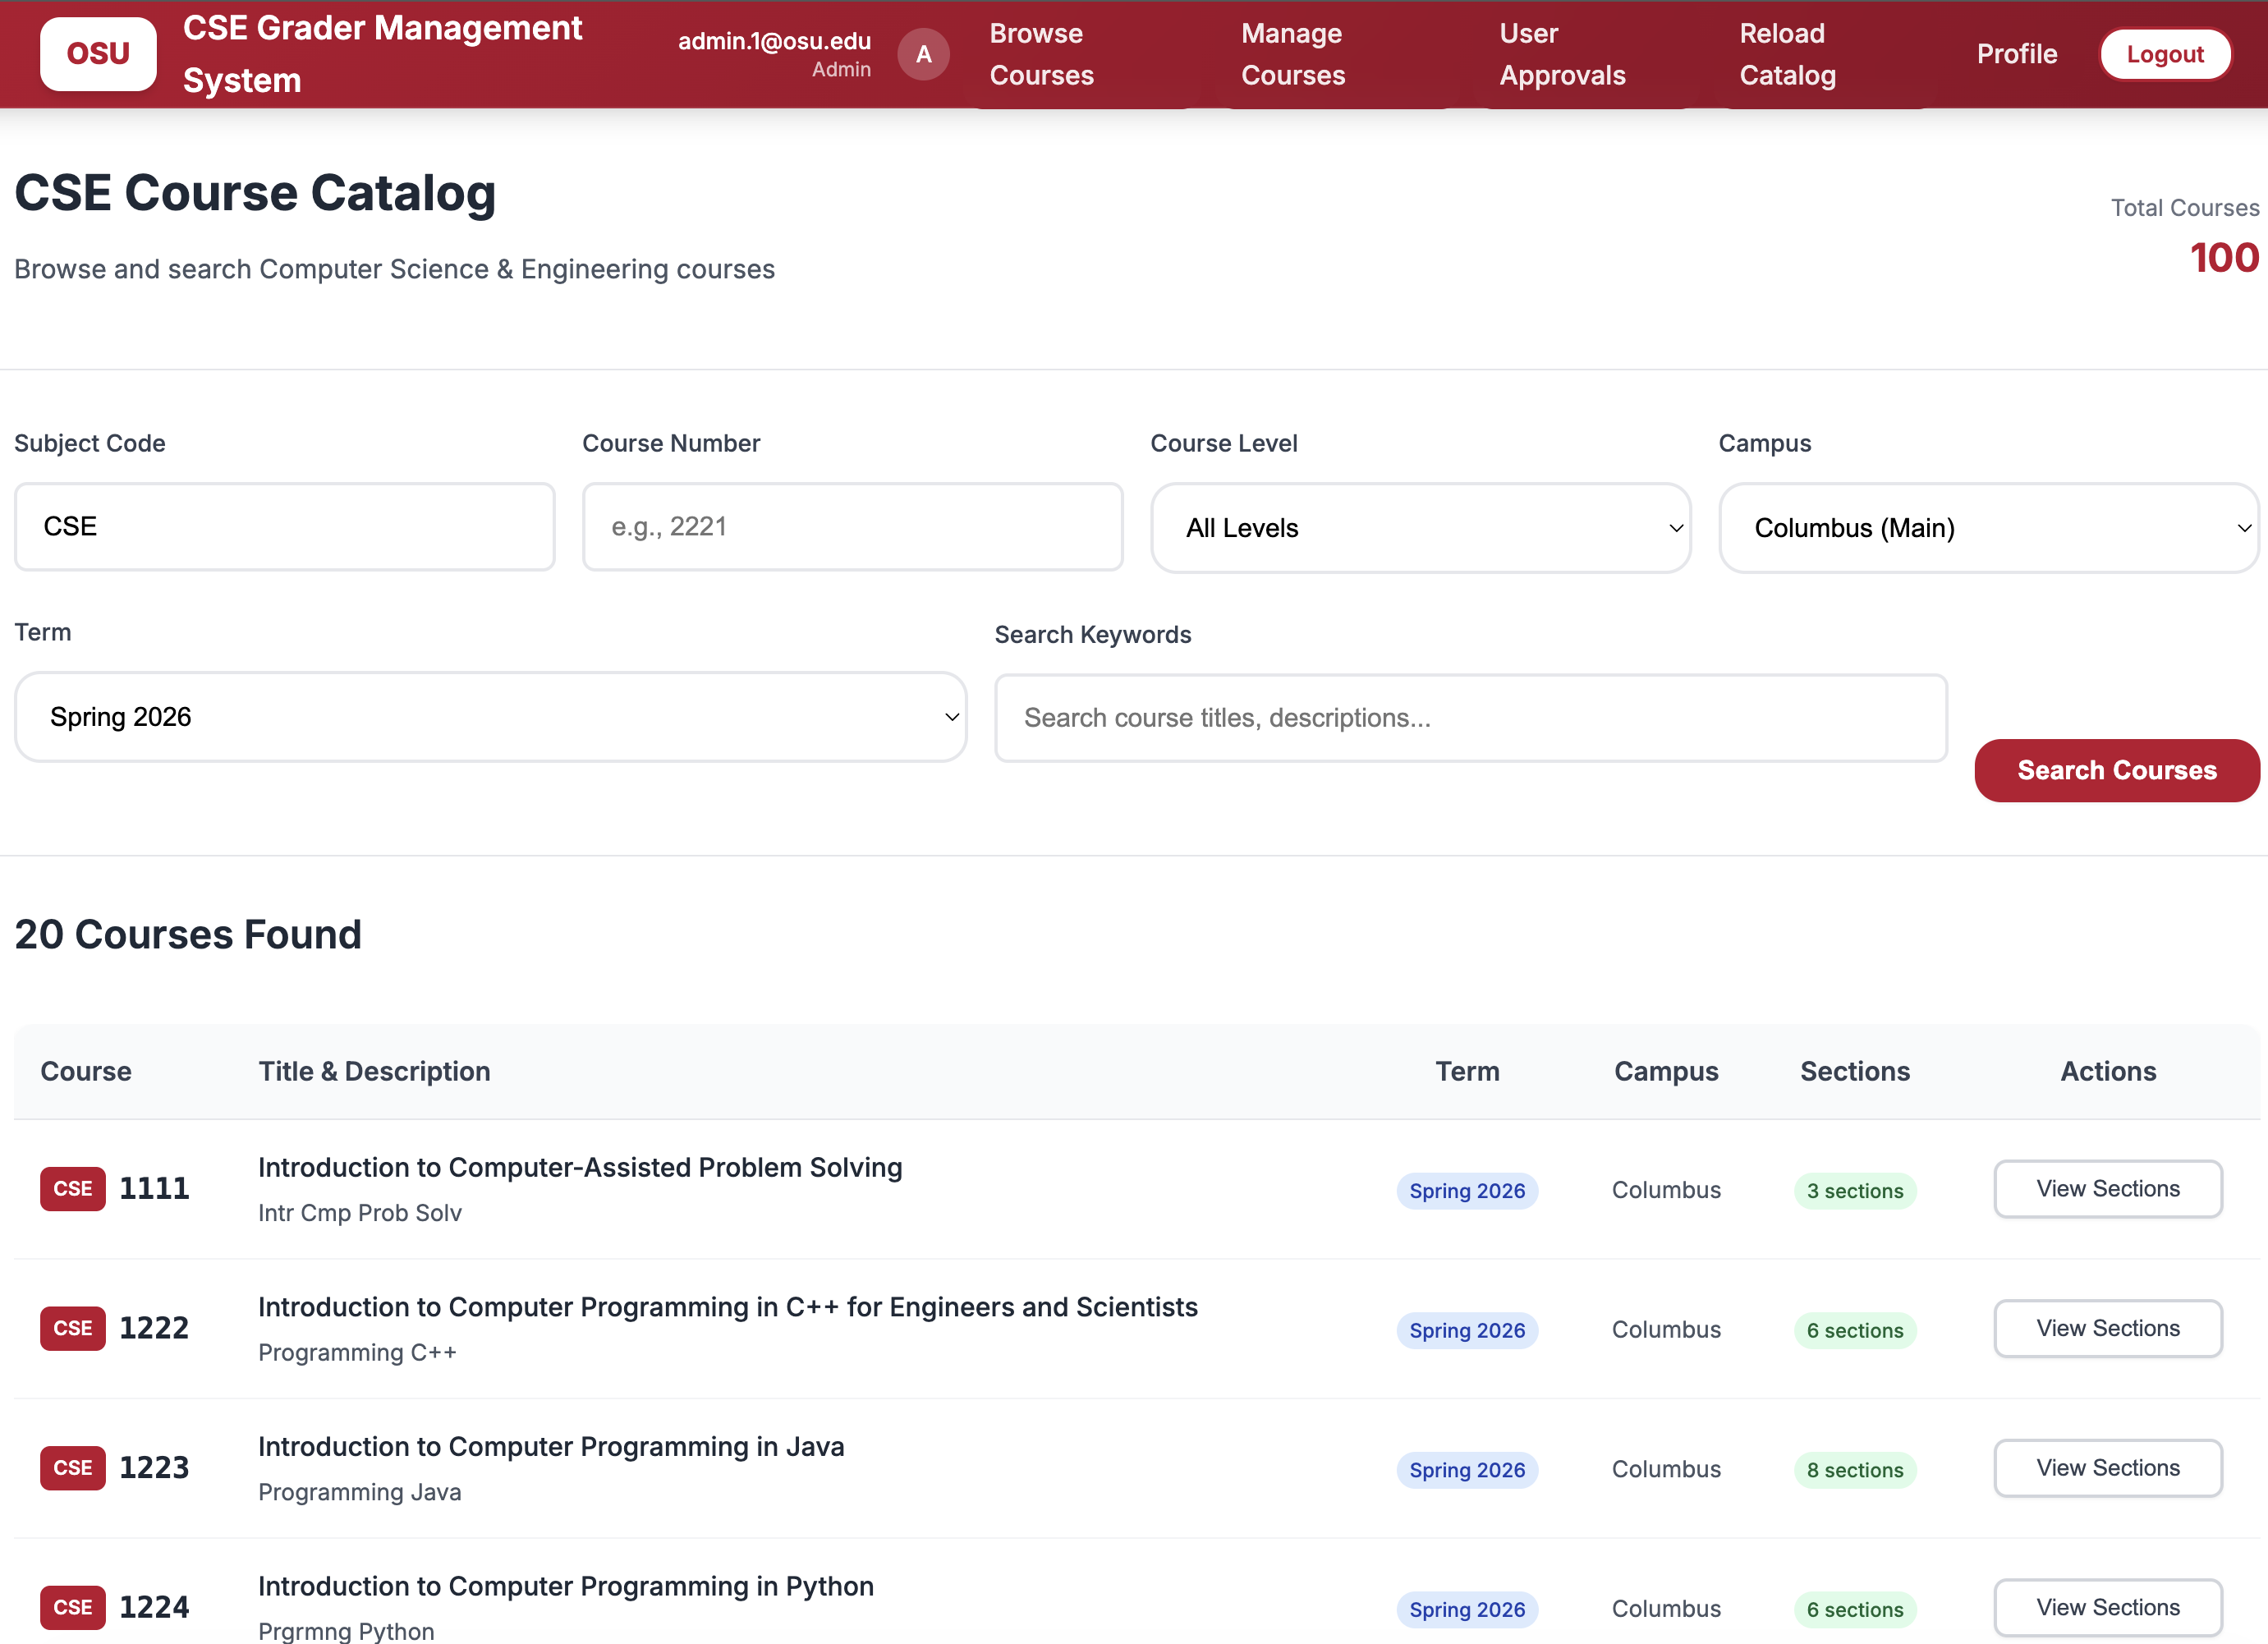 OSU
CSE Grader Management
System
admin.1@osu.edu
Admin
A
Browse
Courses
Manage
Courses
User
Approvals
Reload
Catalog
Profile
Logout
CSE Course Catalog
Browse and search Computer Science & Engineering courses
Total Courses
100
Subject Code
Course Number
Course Level
Campus
CSE
e.g., 2221
All Levels
Columbus (Main)
Term
Search Keywords
Spring 2026
Search course titles, descriptions...
Search Courses
20 Courses Found
Course Title & Description Term Campus Sections Actions
CSE 1111 Introduction to Computer-Assisted Problem Solving Spring 2026 Columbus 3 sections View Sections
Intr Cmp Prob Solv
CSE 1222 Introduction to Computer Programming in C++ for Engineers and Scientists Spring 2026 Columbus 6 sections View Sections
Programming C++
CSE 1223 Introduction to Computer Programming in Java Spring 2026 Columbus 8 sections View Sections
Programming Java
CSE 1224 Introduction to Computer Programming in Python Spring 2026 Columbus 6 sections View Sections
Prgrmng Python